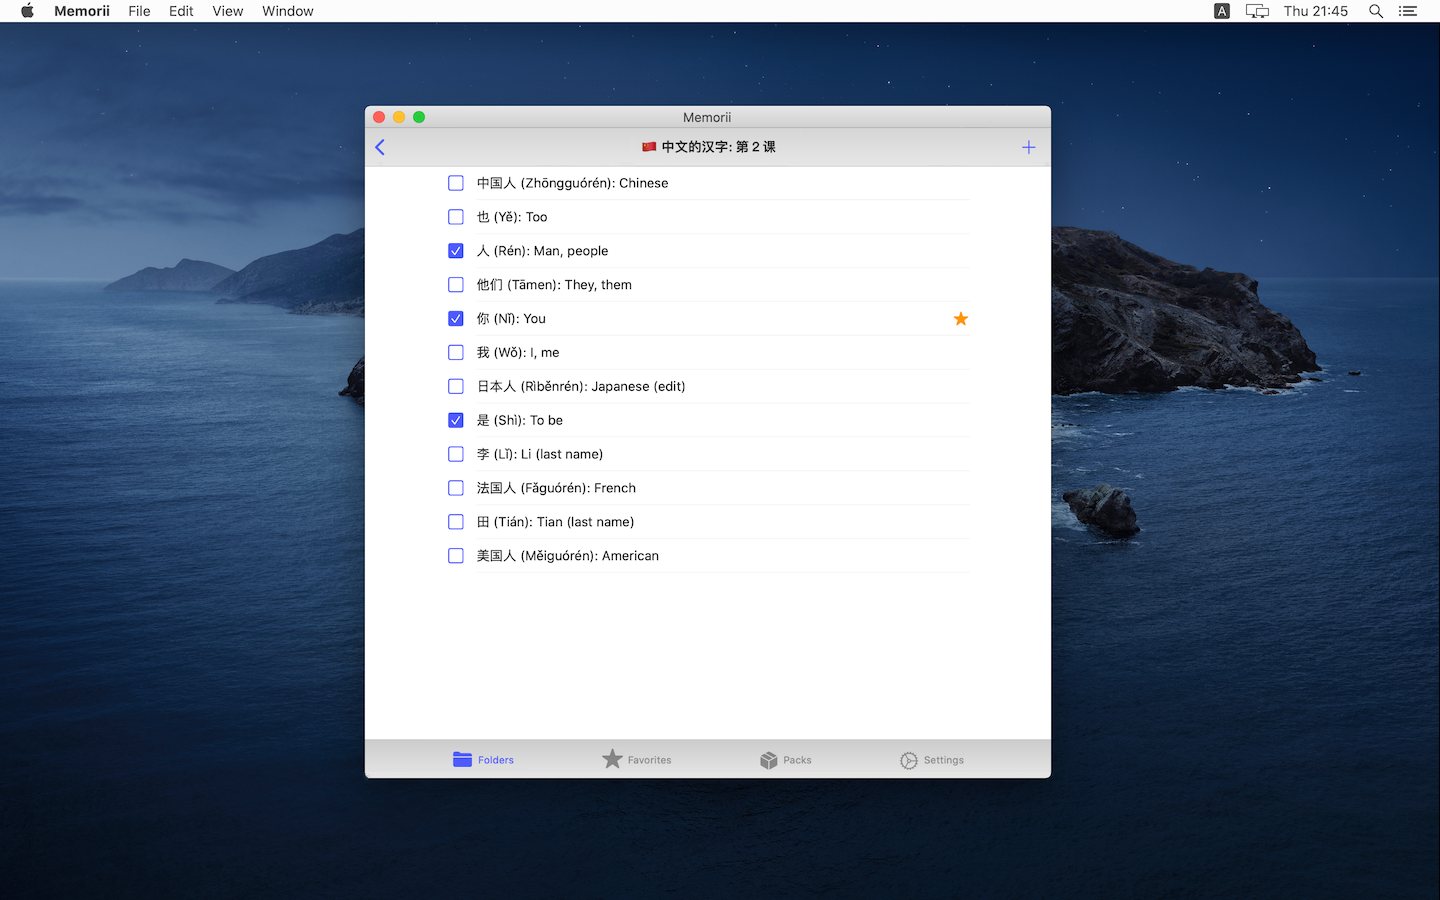 Memorii File Edit View Window A Thu 21:45
Memorii
🇨🇳 中文的汉字: 第 2 课
中国人 (Zhōngguórén): Chinese
也 (Yě): Too
人 (Rén): Man, people
他们 (Tāmen): They, them
你 (Nǐ): You
我 (Wǒ): I, me
日本人 (Rìběnrén): Japanese (edit)
是 (Shì): To be
李 (Lǐ): Li (last name)
法国人 (Fǎguórén): French
田 (Tián): Tian (last name)
美国人 (Měiguórén): American
Folders Favorites Packs Settings